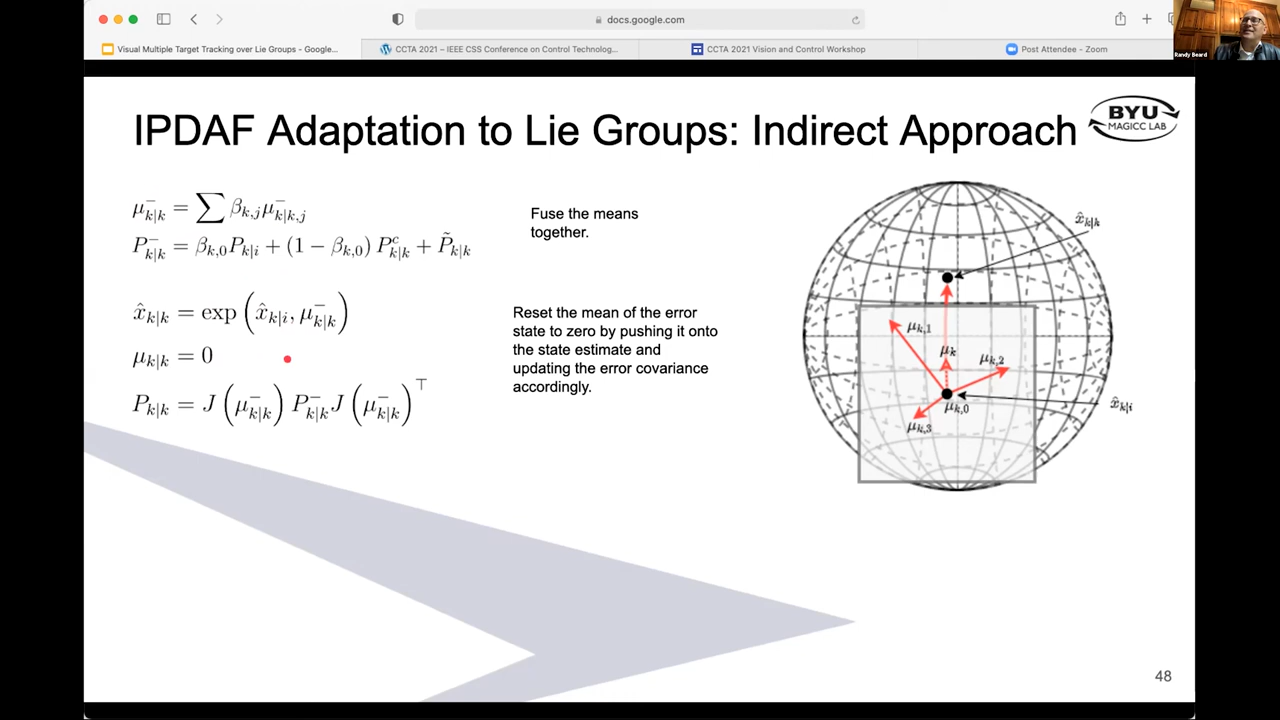 docs.google.com
Visual Multiple Target Tracking over Lie Groups - Google...
CCTA 2021 – IEEE CSS Conference on Control Technolog...
CCTA 2021 Vision and Control Workshop
Post Attendee - Zoom
Randy Beard
IPDAF Adaptation to Lie Groups: Indirect Approach
BYU
MAGICC LAB
μ⁻_{k|k} = ∑ β_{k,j} μ⁻_{k|k,j}
P⁻_{k|k} = β_{k,0} P_{k|i} + (1 − β_{k,0}) P^c_{k|k} + P̃_{k|k}
Fuse the means
together.
x̂_{k|k} = exp (x̂_{k|i}, μ⁻_{k|k})
μ_{k|k} = 0
P_{k|k} = J (μ⁻_{k|k}) P⁻_{k|k} J (μ⁻_{k|k})^⊤
Reset the mean of the error
state to zero by pushing it onto
the state estimate and
updating the error covariance
accordingly.
x̂_{k|k}
μ_{k,1}
μ_k
μ_{k,2}
μ_{k,0}
x̂_{k|i}
μ_{k,3}
48